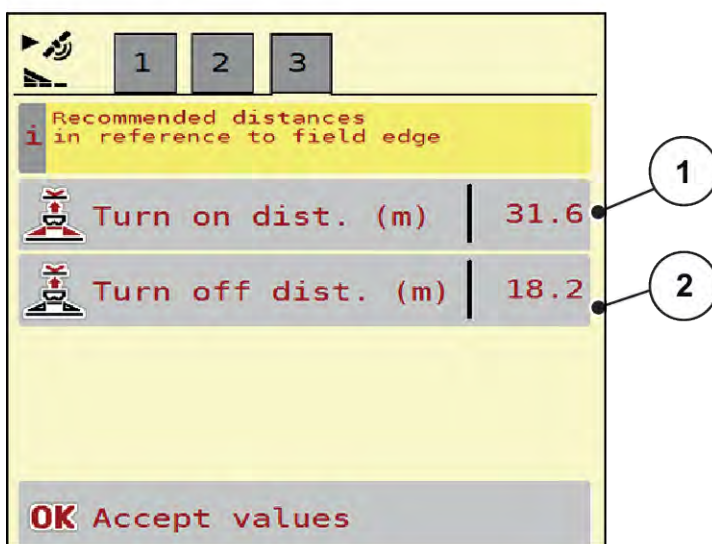 1 2 3
i Recommended distances
in reference to field edge
Turn on dist. (m) 31.6
1
Turn off dist. (m) 18.2
2
OK Accept values